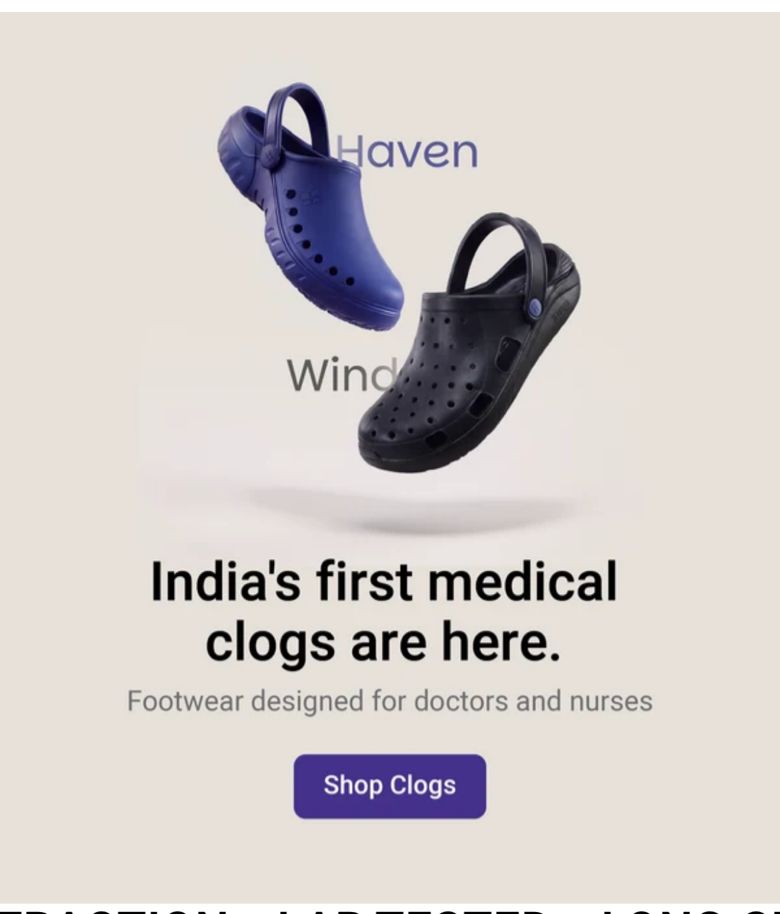 Haven
Wind
India's first medical
clogs are here.
Footwear designed for doctors and nurses
Shop Clogs